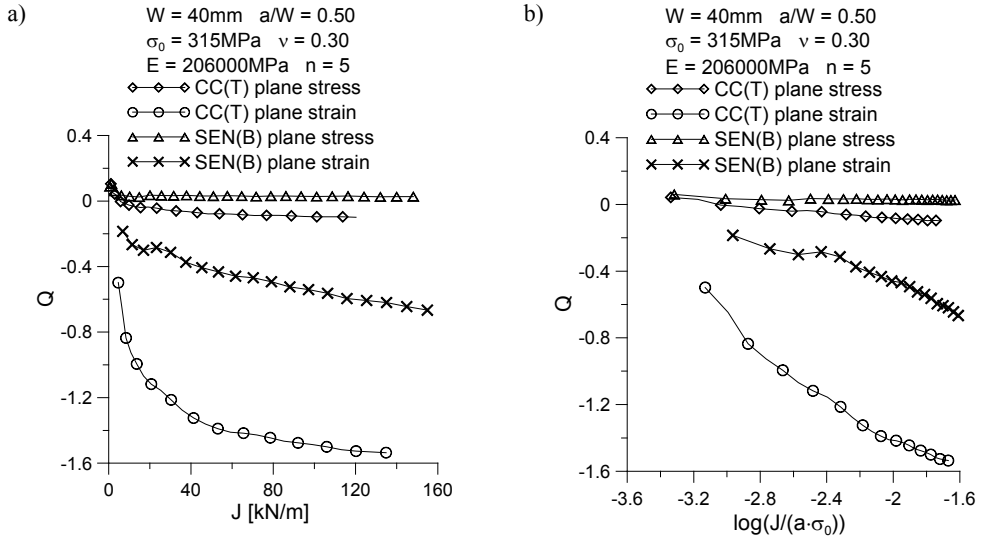 a)
W = 40mm a/W = 0.50
σ₀ = 315MPa ν = 0.30
E = 206000MPa n = 5
CC(T) plane stress
CC(T) plane strain
SEN(B) plane stress
SEN(B) plane strain
0.4
0
-0.4
-0.8
-1.2
-1.6
Q
0 40 80 120 160
J [kN/m]
b)
W = 40mm a/W = 0.50
σ₀ = 315MPa ν = 0.30
E = 206000MPa n = 5
CC(T) plane stress
CC(T) plane strain
SEN(B) plane stress
SEN(B) plane strain
0.4
0
-0.4
-0.8
-1.2
-1.6
Q
-3.6 -3.2 -2.8 -2.4 -2 -1.6
log(J/(a·σ₀))